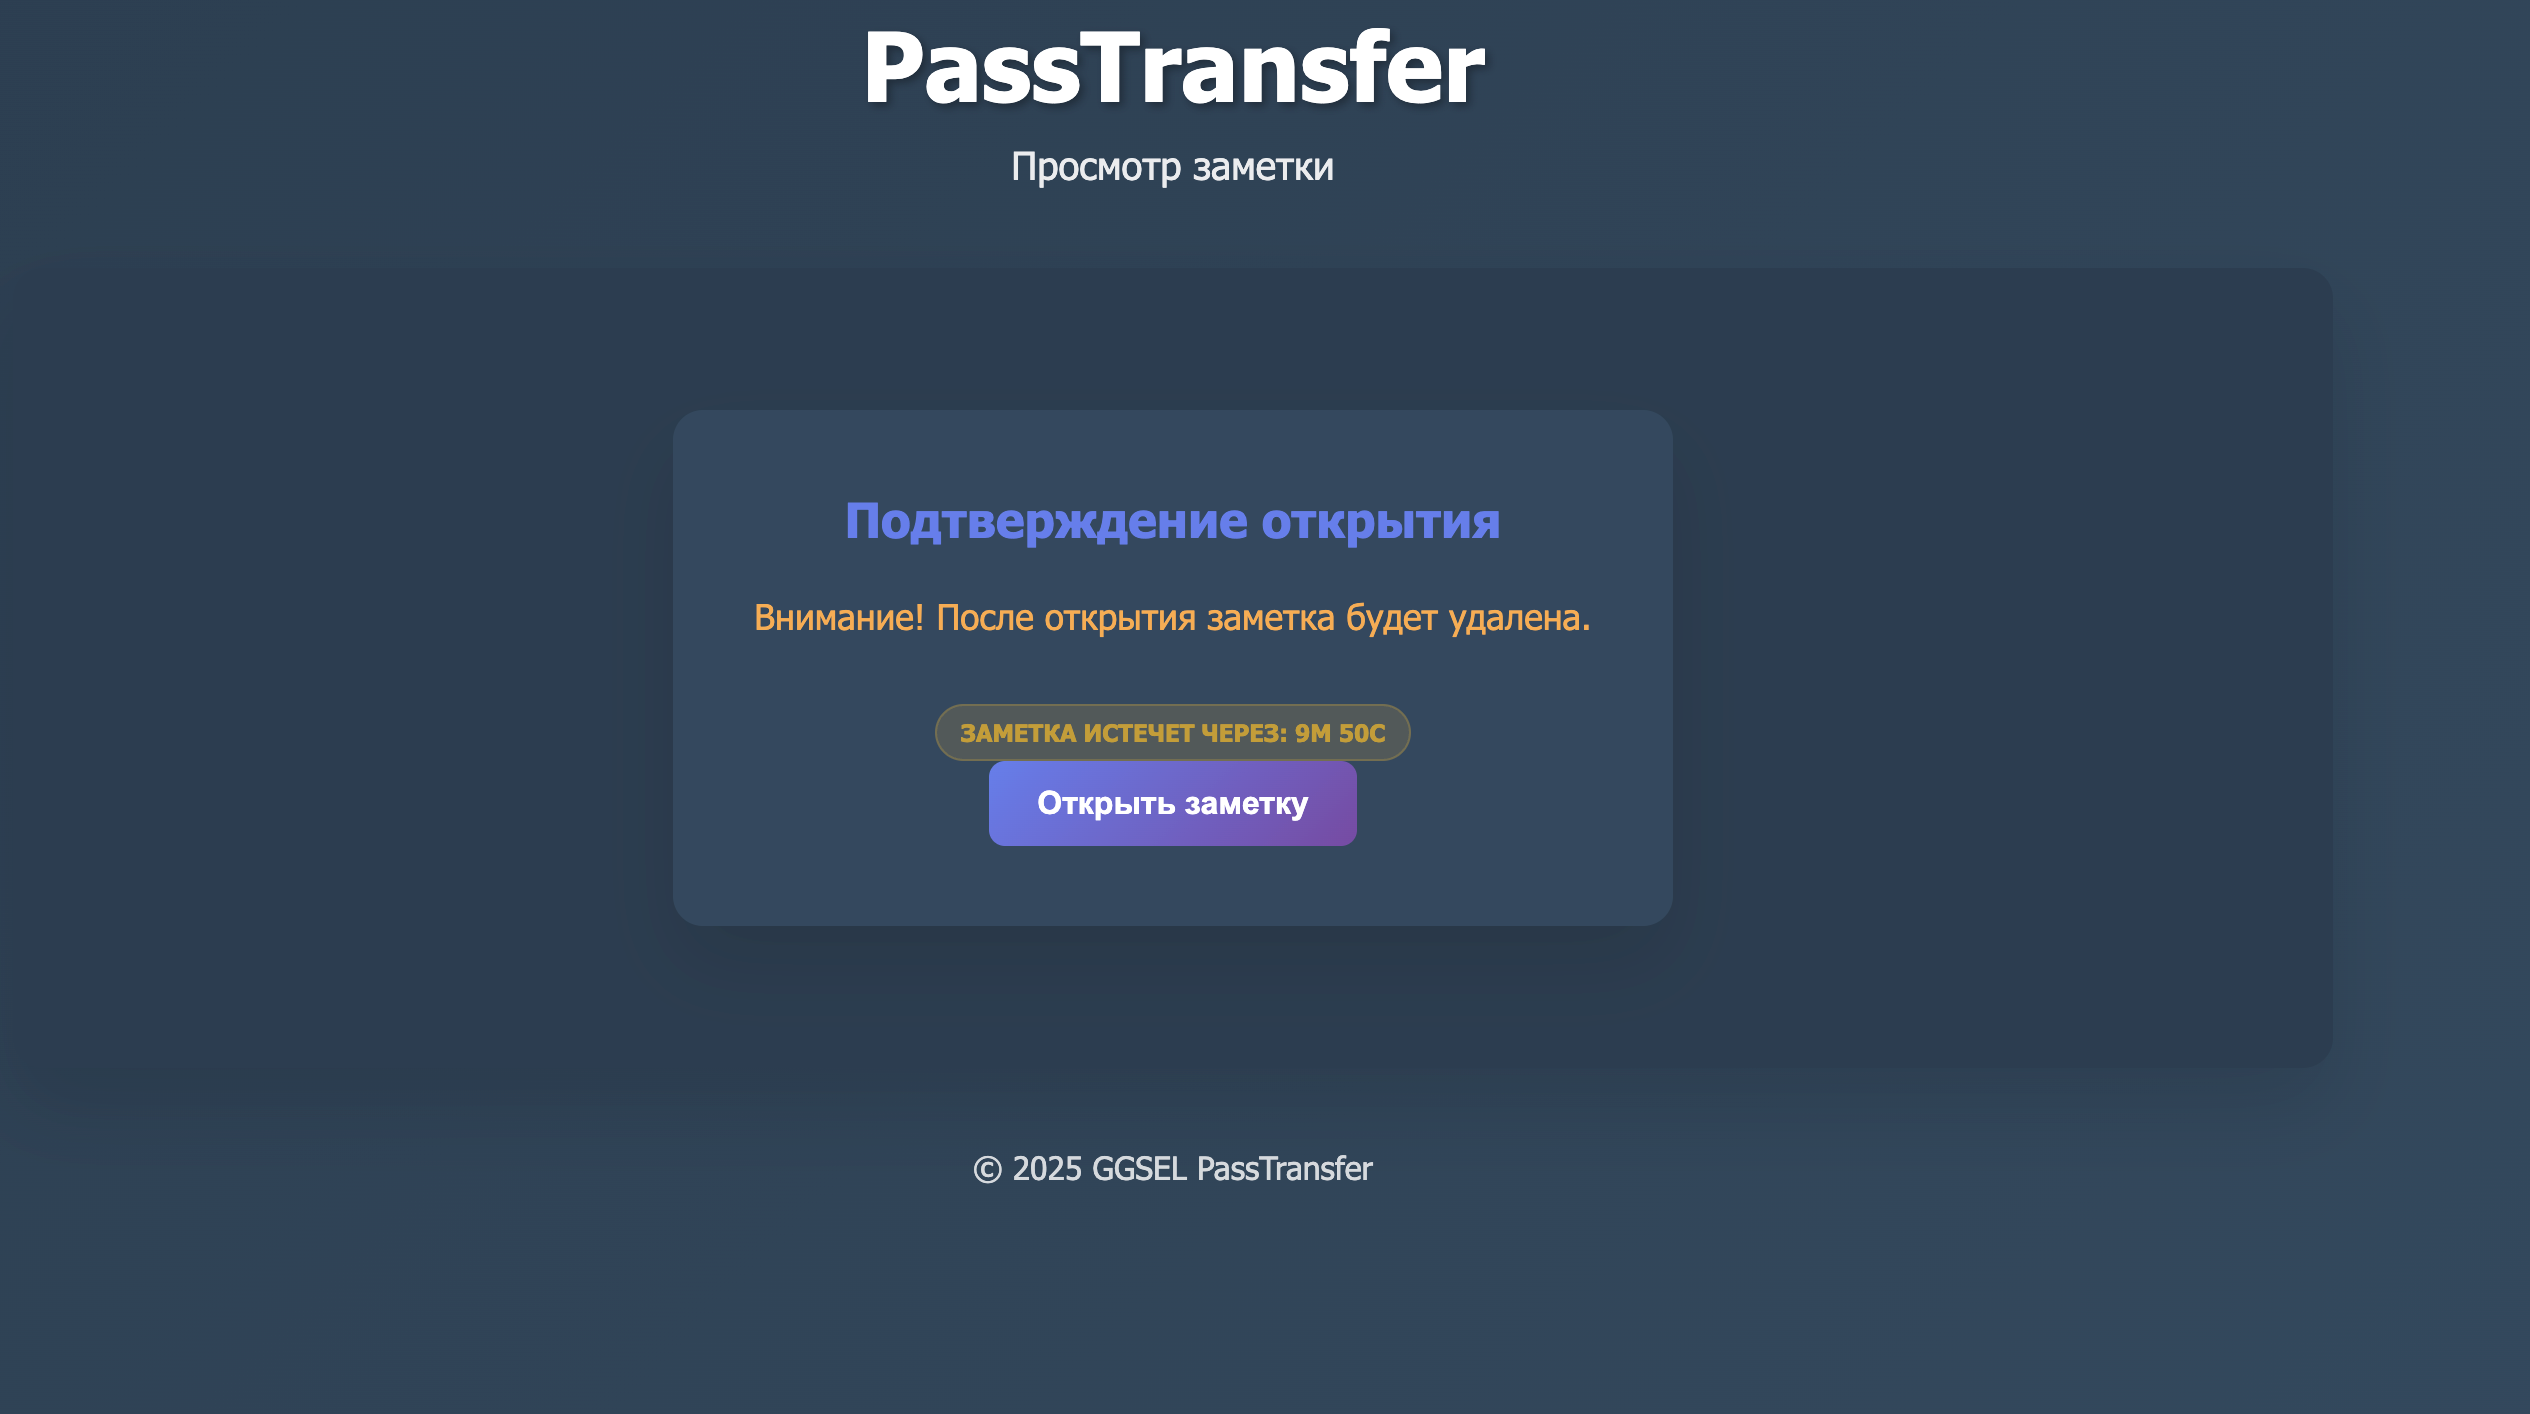 PassTransfer
Просмотр заметки
Подтверждение открытия
Внимание! После открытия заметка будет удалена.
ЗАМЕТКА ИСТЕЧЕТ ЧЕРЕЗ: 9М 50С
Открыть заметку
© 2025 GGSEL PassTransfer